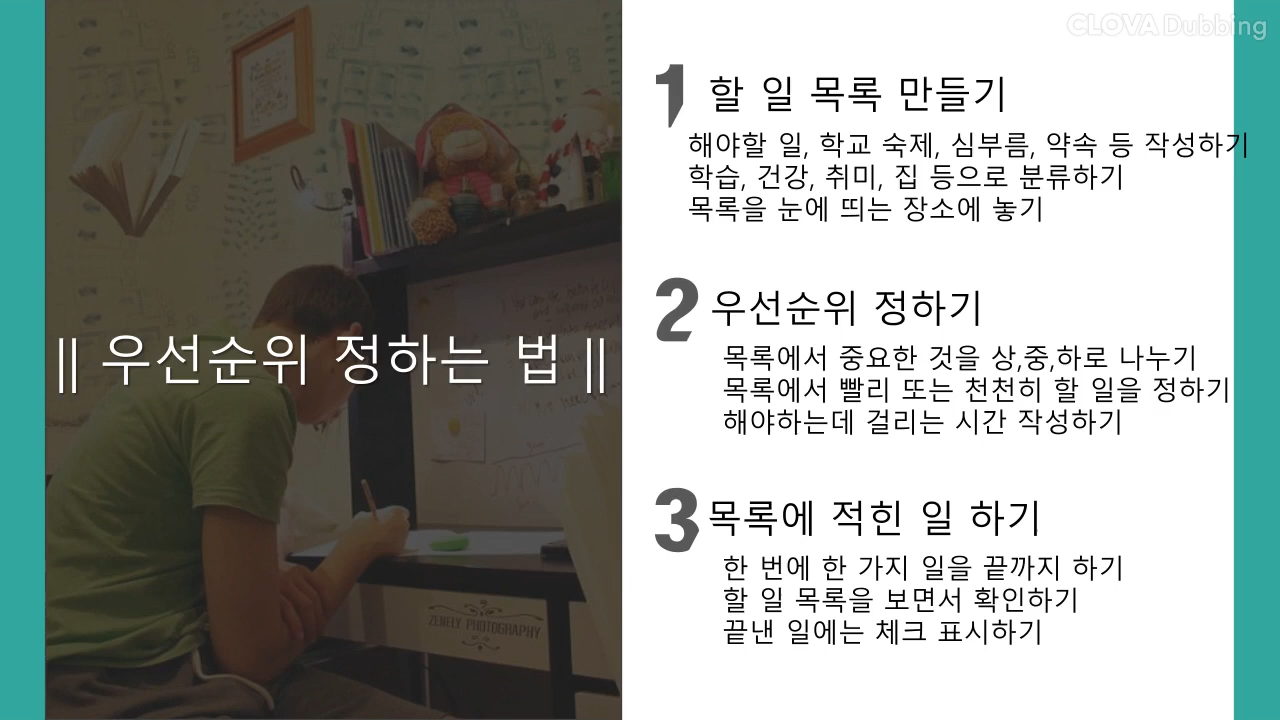 CLOVA Dubbing
|| 우선순위 정하는 법 ||
ZENELY PHOTOGRAPHY
1 할 일 목록 만들기
해야할 일, 학교 숙제, 심부름, 약속 등 작성하기
학습, 건강, 취미, 집 등으로 분류하기
목록을 눈에 띄는 장소에 놓기
2 우선순위 정하기
목록에서 중요한 것을 상,중,하로 나누기
목록에서 빨리 또는 천천히 할 일을 정하기
해야하는데 걸리는 시간 작성하기
3 목록에 적힌 일 하기
한 번에 한 가지 일을 끝까지 하기
할 일 목록을 보면서 확인하기
끝낸 일에는 체크 표시하기